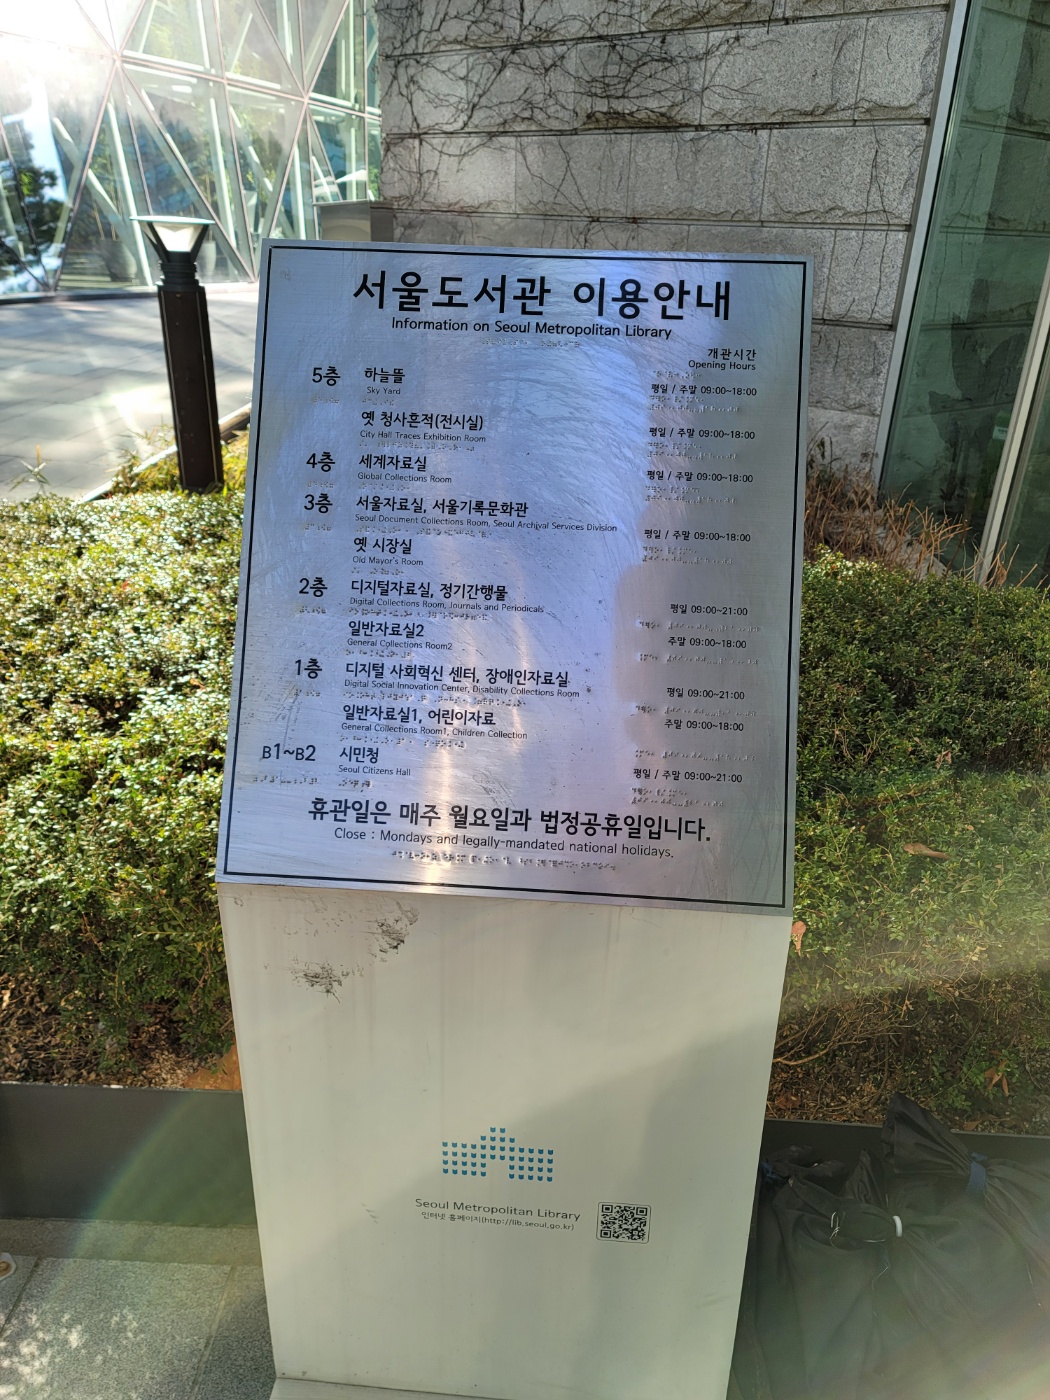 서울도서관 이용안내
Information on Seoul Metropolitan Library
개관시간
Opening Hours
5층 하늘뜰 평일 / 주말 09:00~18:00
Sky Yard
옛 청사흔적(전시실) 평일 / 주말 09:00~18:00
City Hall Traces Exhibition Room
4층 세계자료실 평일 / 주말 09:00~18:00
Global Collections Room
3층 서울자료실, 서울기록문화관 평일 / 주말 09:00~18:00
Seoul Document Collections Room, Seoul Archival Services Division
옛 시장실
Old Mayor's Room
2층 디지털자료실, 정기간행물 평일 09:00~21:00
Digital Collections Room, Journals and Periodicals
일반자료실2 주말 09:00~18:00
General Collections Room2
1층 디지털 사회혁신 센터, 장애인자료실 평일 09:00~21:00
Digital Social Innovation Center, Disability Collections Room
일반자료실1, 어린이자료 주말 09:00~18:00
General Collections Room1, Children Collection
B1~B2 시민청 평일 / 주말 09:00~21:00
Seoul Citizens Hall
휴관일은 매주 월요일과 법정공휴일입니다.
Close : Mondays and legally-mandated national holidays.
Seoul Metropolitan Library
인터넷 홈페이지(http://lib.seoul.go.kr)